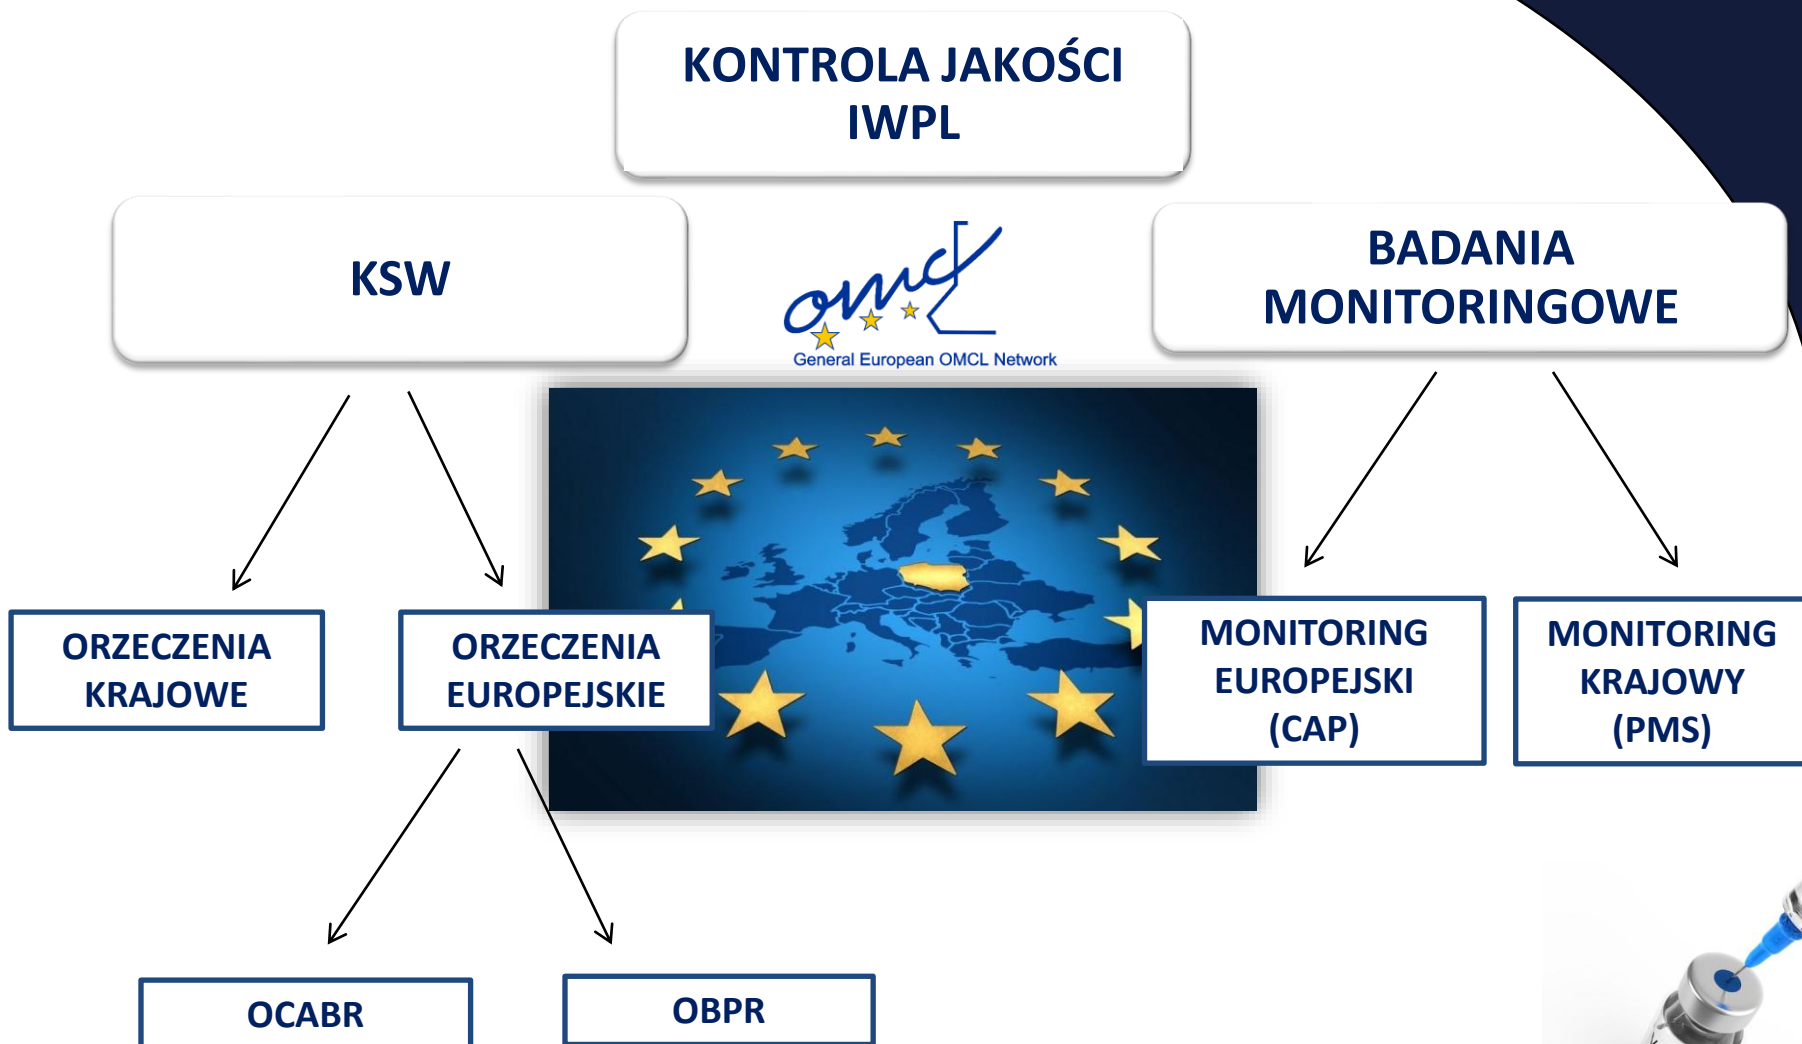 KONTROLA JAKOŚCI
IWPL
KSW
omcl
General European OMCL Network
BADANIA
MONITORINGOWE
ORZECZENIA
KRAJOWE
ORZECZENIA
EUROPEJSKIE
MONITORING
EUROPEJSKI
(CAP)
MONITORING
KRAJOWY
(PMS)
OCABR
OBPR